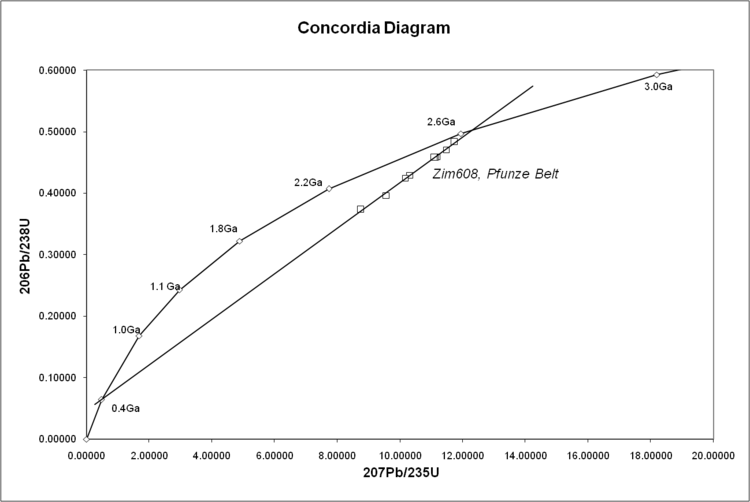 Concordia Diagram
0.60000
0.50000
0.40000
0.30000
0.20000
0.10000
0.00000
206Pb/238U
3.0Ga
2.6Ga
Zim608, Pfunze Belt
2.2Ga
1.8Ga
1.1 Ga
1.0Ga
0.4Ga
0.00000 2.00000 4.00000 6.00000 8.00000 10.00000 12.00000 14.00000 16.00000 18.00000 20.00000
207Pb/235U